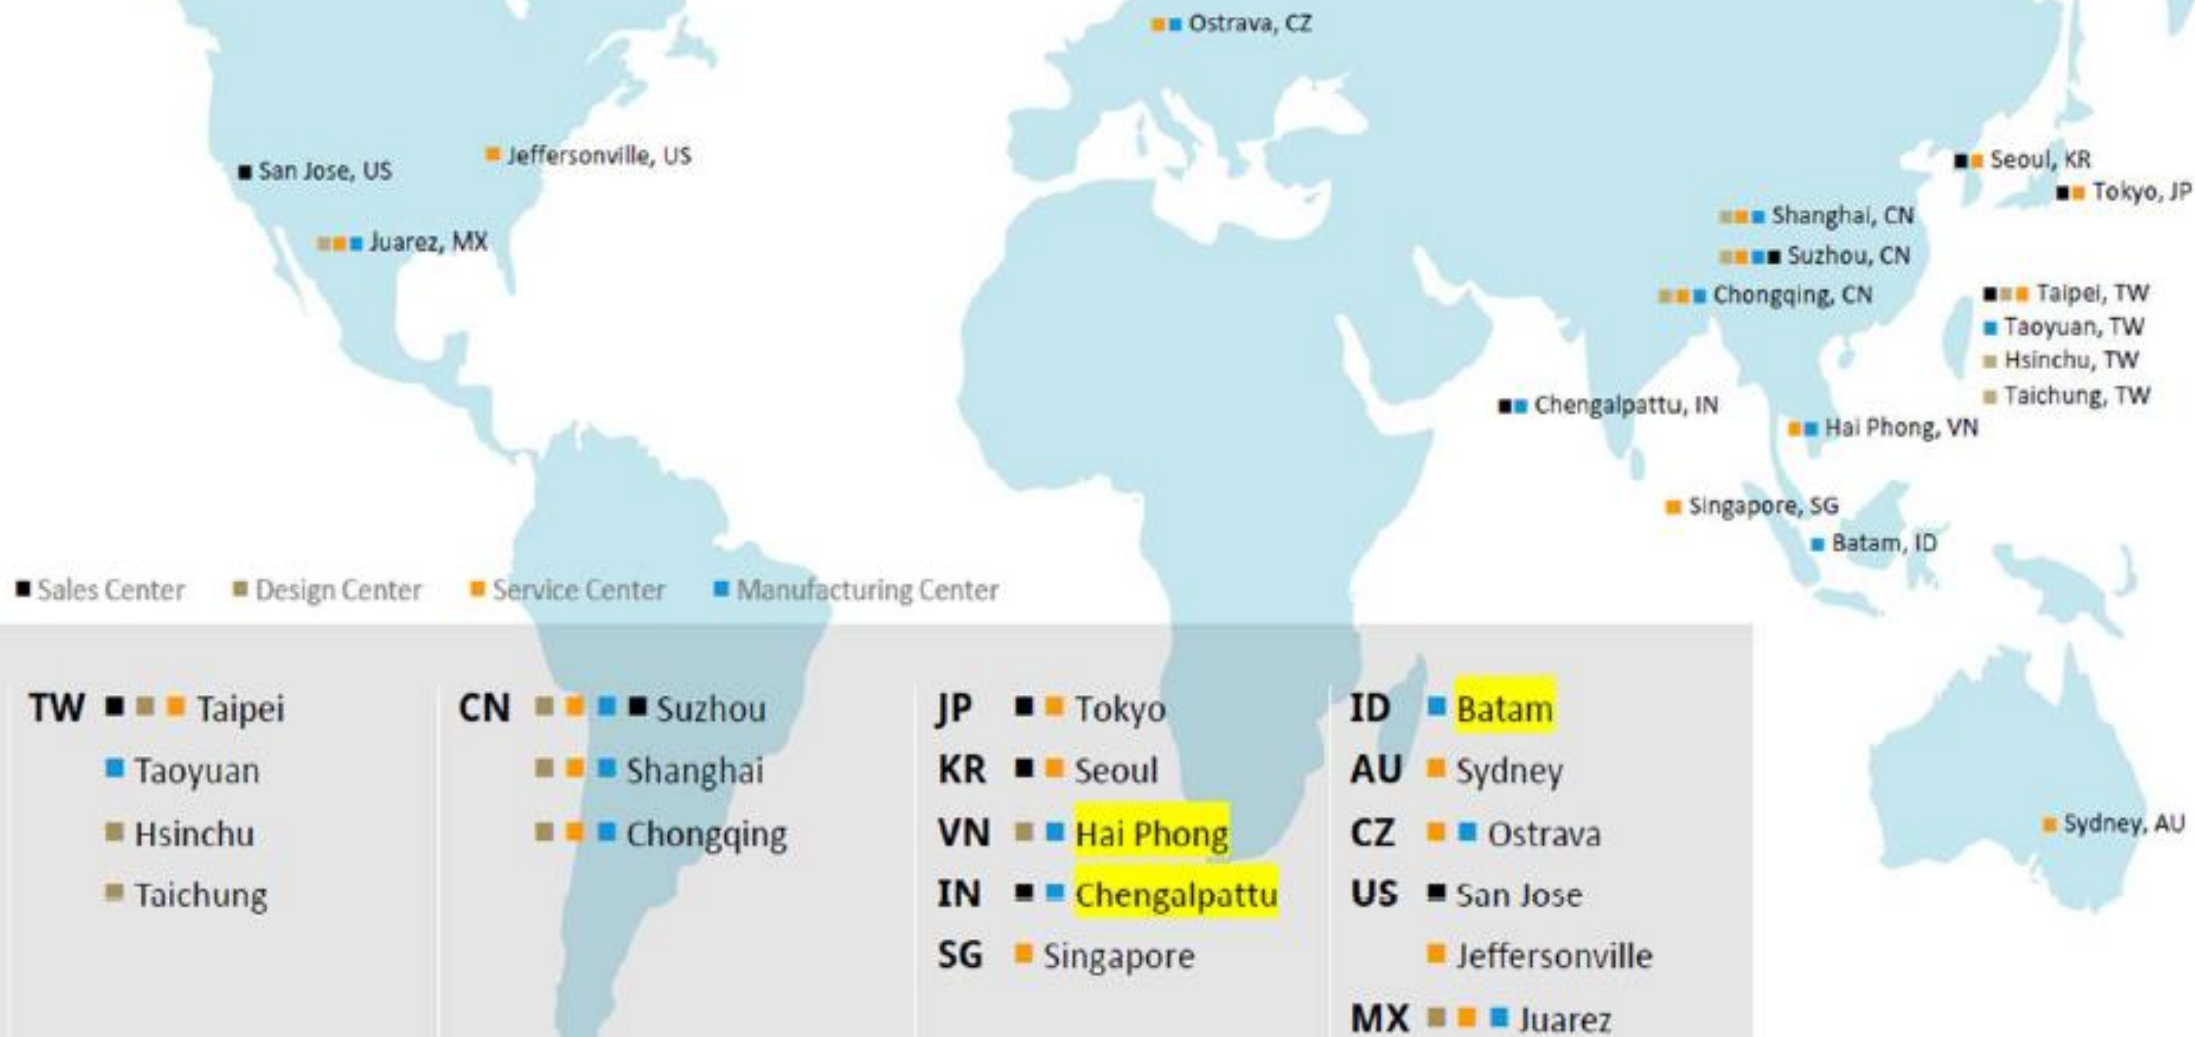 Ostrava, CZ
Jeffersonville, US
San Jose, US
Seoul, KR
Tokyo, JP
Shanghai, CN
Juarez, MX
Suzhou, CN
Chongqing, CN
Taipei, TW
Taoyuan, TW
Hsinchu, TW
Taichung, TW
Chengalpattu, IN
Hai Phong, VN
Singapore, SG
Batam, ID
Sales Center Design Center Service Center Manufacturing Center
TW Taipei
Taoyuan
Hsinchu
Taichung
CN Suzhou
Shanghai
Chongqing
JP Tokyo
KR Seoul
VN Hai Phong
IN Chengalpattu
SG Singapore
ID Batam
AU Sydney
CZ Ostrava
US San Jose
Jeffersonville
MX Juarez
Sydney, AU